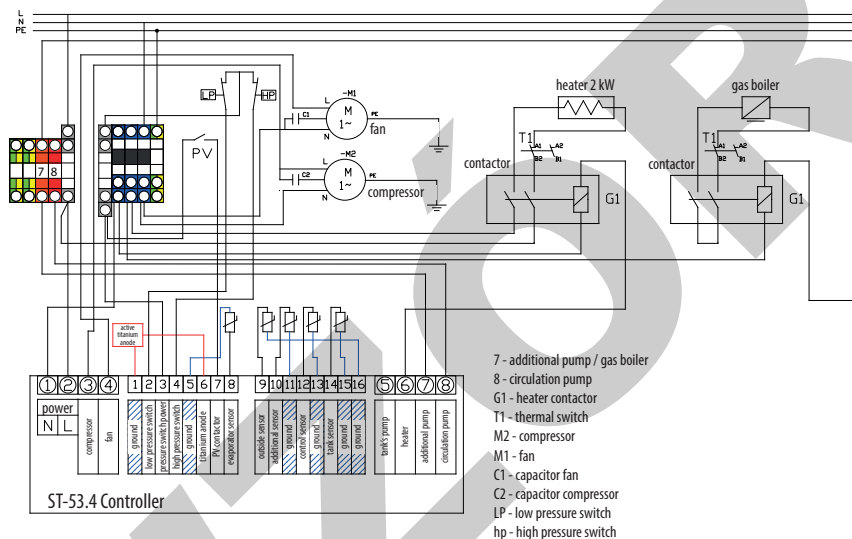 L
N
PE
LP
HP
PV
L
C1
N
-M1
M
1~
PE
fan
L
C2
N
-M2
M
1~
PE
compressor
heater 2 kW
T1
A1
A2
B2
B1
contactor
G1
gas boiler
T1
A1
A2
B2
B1
contactor
G1
7 8
active
titanium
anode
1 2 3 4
1 2 3 4 5 6 7 8
9 10 11 12 13 14 15 16
5 6 7 8
power
N L
compressor
fan
ground
low pressure switch
pressure switch power
high pressure switch
ground
titanium anode
PV contactor
evaporator sensor
outside sensor
additional sensor
ground
control sensor
ground
tank sensor
ground
tank's pump
heater
additional pump
circulation pump
ST-53.4 Controller
7 - additional pump / gas boiler
8 - circulation pump
G1 - heater contactor
T1 - thermal switch
M2 - compressor
M1 - fan
C1 - capacitor fan
C2 - capacitor compressor
LP - low pressure switch
hp - high pressure switch
WZÓR